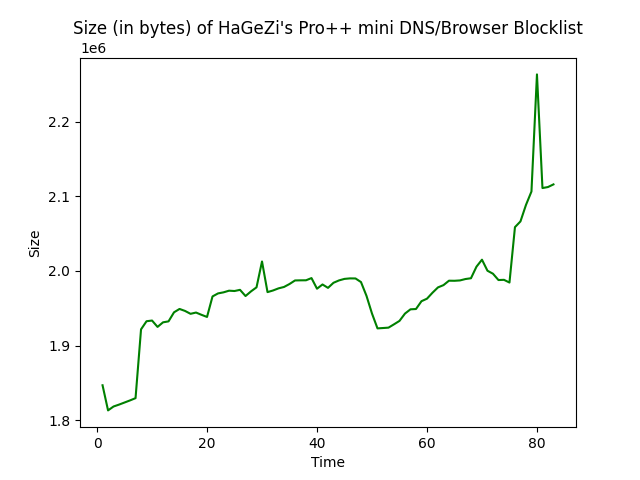 Size (in bytes) of HaGeZi's Pro++ mini DNS/Browser Blocklist
1e6
2.2
2.1
2.0
1.9
1.8
Size
0 20 40 60 80
Time